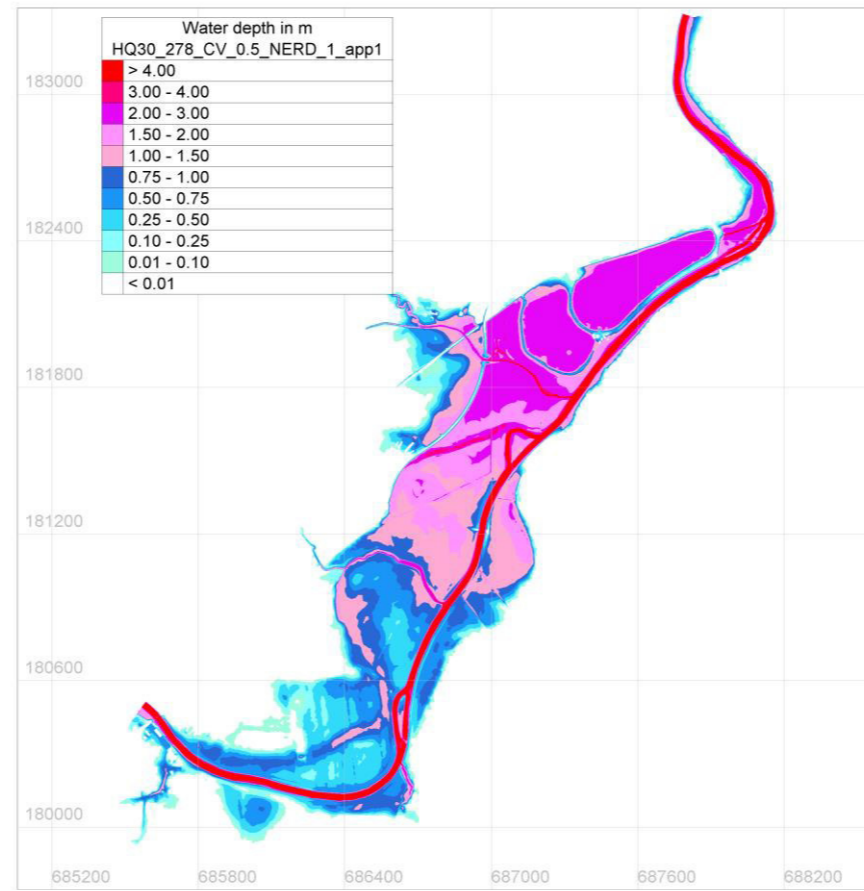 Water depth in m
HQ30_278_CV_0.5_NERD_1_app1
> 4.00
3.00 - 4.00
2.00 - 3.00
1.50 - 2.00
1.00 - 1.50
0.75 - 1.00
0.50 - 0.75
0.25 - 0.50
0.10 - 0.25
0.01 - 0.10
< 0.01
183000
182400
181800
181200
180600
180000
685200 685800 686400 687000 687600 688200